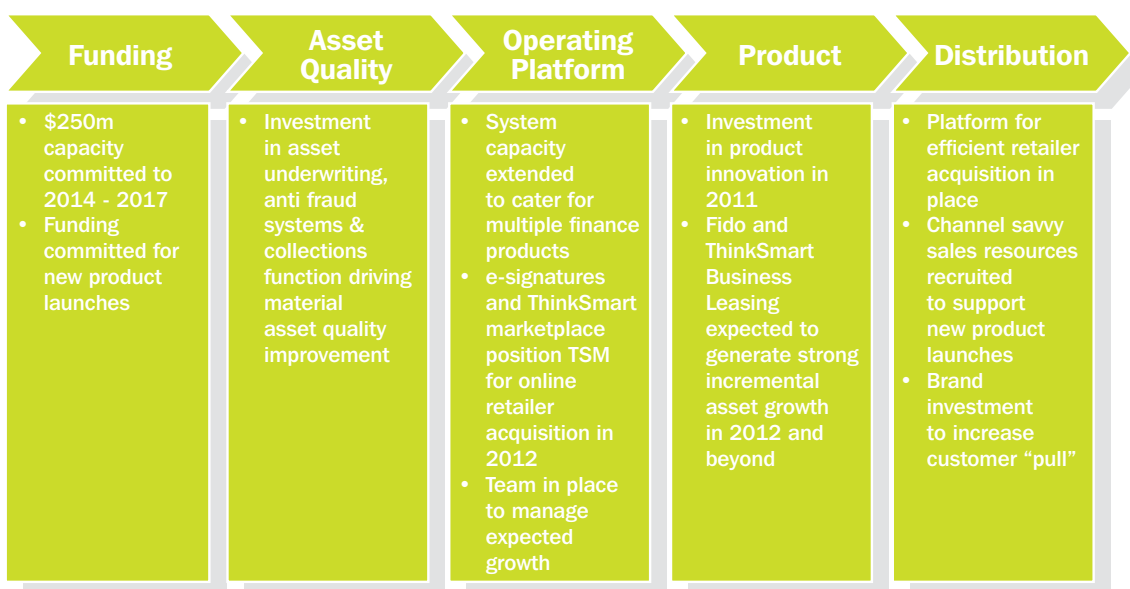 Funding
Asset
Quality
Operating
Platform
Product
Distribution
• $250m
capacity
committed to
2014 - 2017
• Funding
committed for
new product
launches
• Investment
in asset
underwriting,
anti fraud
systems &
collections
function driving
material
asset quality
improvement
• System
capacity
extended
to cater for
multiple finance
products
• e-signatures
and ThinkSmart
marketplace
position TSM
for online
retailer
acquisition in
2012
• Team in place
to manage
expected
growth
• Investment
in product
innovation in
2011
• Fido and
ThinkSmart
Business
Leasing
expected to
generate strong
incremental
asset growth
in 2012 and
beyond
• Platform for
efficient retailer
acquisition in
place
• Channel savvy
sales resources
recruited
to support
new product
launches
• Brand
investment
to increase
customer “pull”